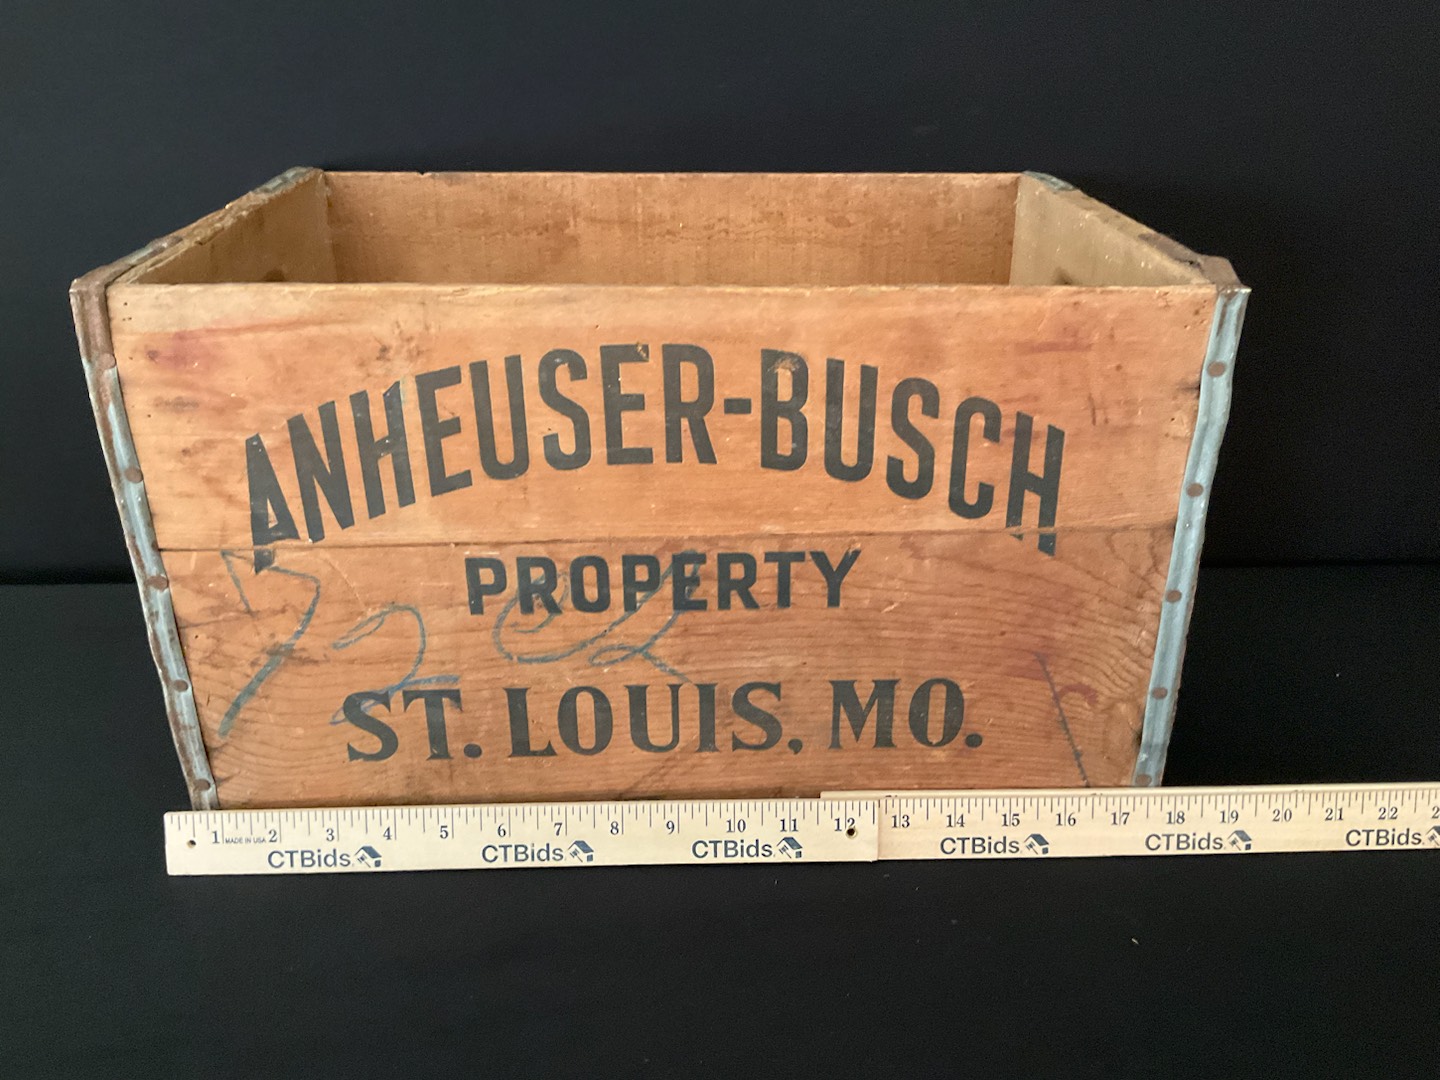 ANHEUSER-BUSCH
PROPERTY
ST. LOUIS, MO.
1 MADE IN USA 2 3 4 5 6 7 8 9 10 11 12 13 14 15 16 17 18 19 20 21 22 2
CTBids CTBids CTBids CTBids CTBids CTBids